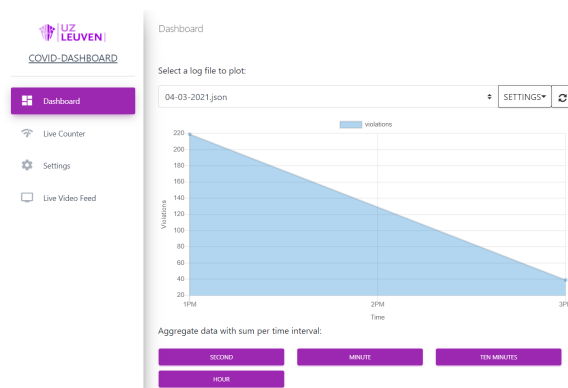 UZ
LEUVEN
COVID-DASHBOARD
Dashboard
Live Counter
Settings
Live Video Feed
Dashboard
Select a log file to plot:
04-03-2021.json
SETTINGS
violations
220
200
180
160
140
120
100
80
60
40
20
Violations
1PM
2PM
3P
Time
Aggregate data with sum per time interval:
SECOND
MINUTE
TEN MINUTES
HOUR